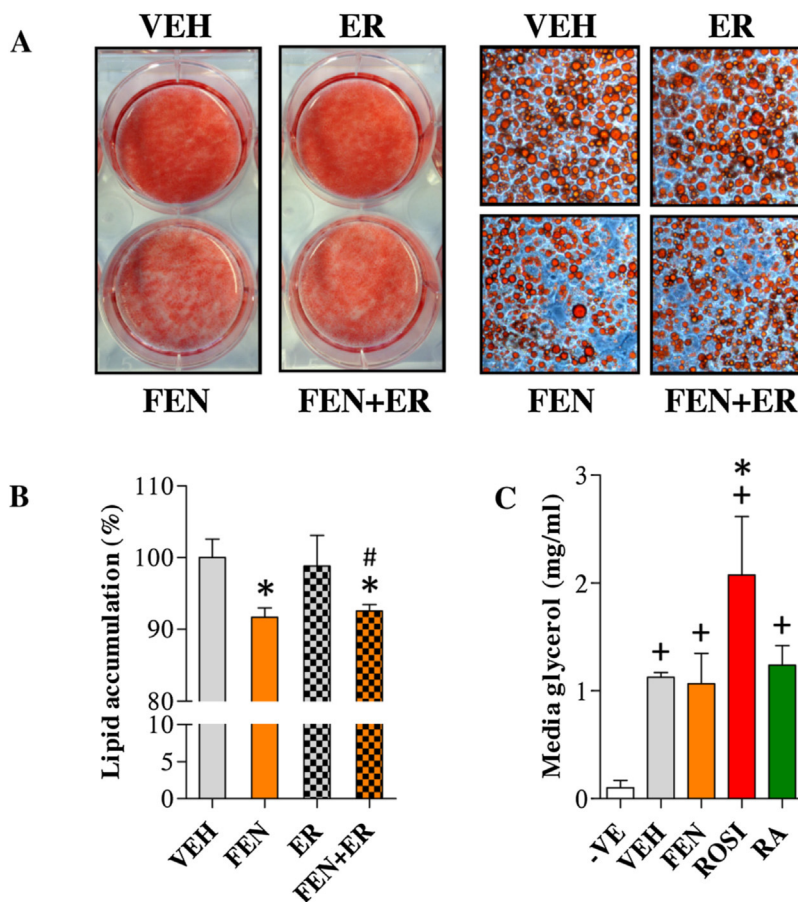 A
VEH ER VEH ER
FEN FEN+ER FEN FEN+ER
B
Lipid accumulation (%)
110
100
90
80
10
5
0
*
#
*
VEH FEN ER FEN+ER
C
Media glycerol (mg/ml)
3
2
1
0
+
+
*
+
+
-VE VEH FEN ROSI RA